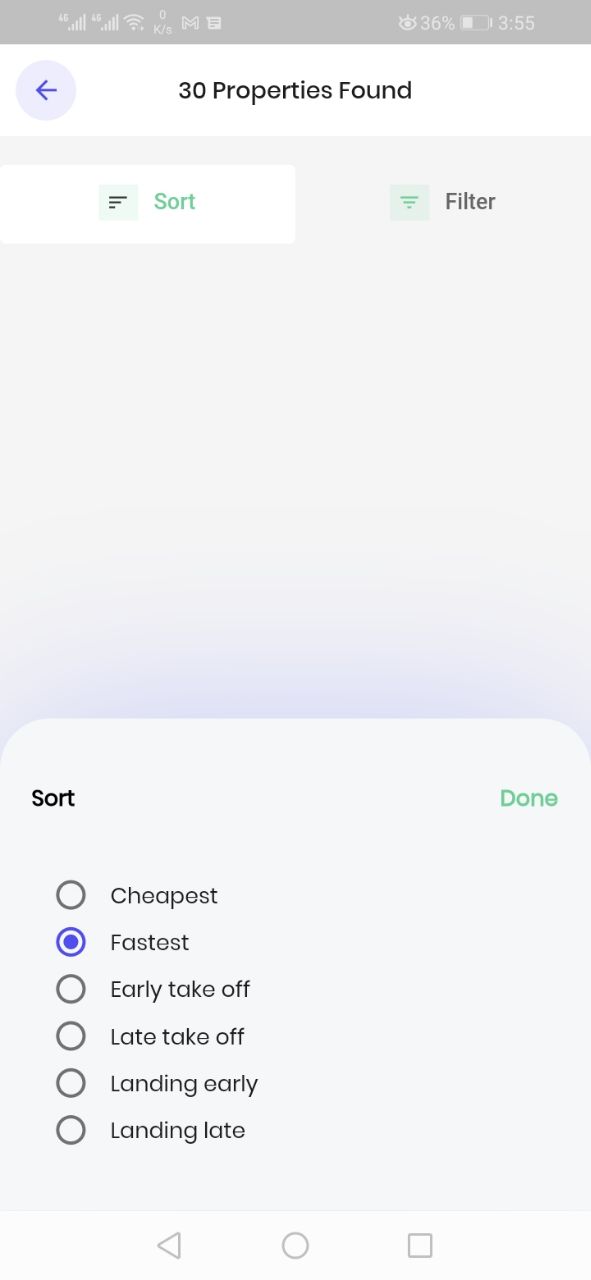 4G 4G 0 K/s 36% 3:55
30 Properties Found
Sort Filter
Sort Done
Cheapest
Fastest
Early take off
Late take off
Landing early
Landing late